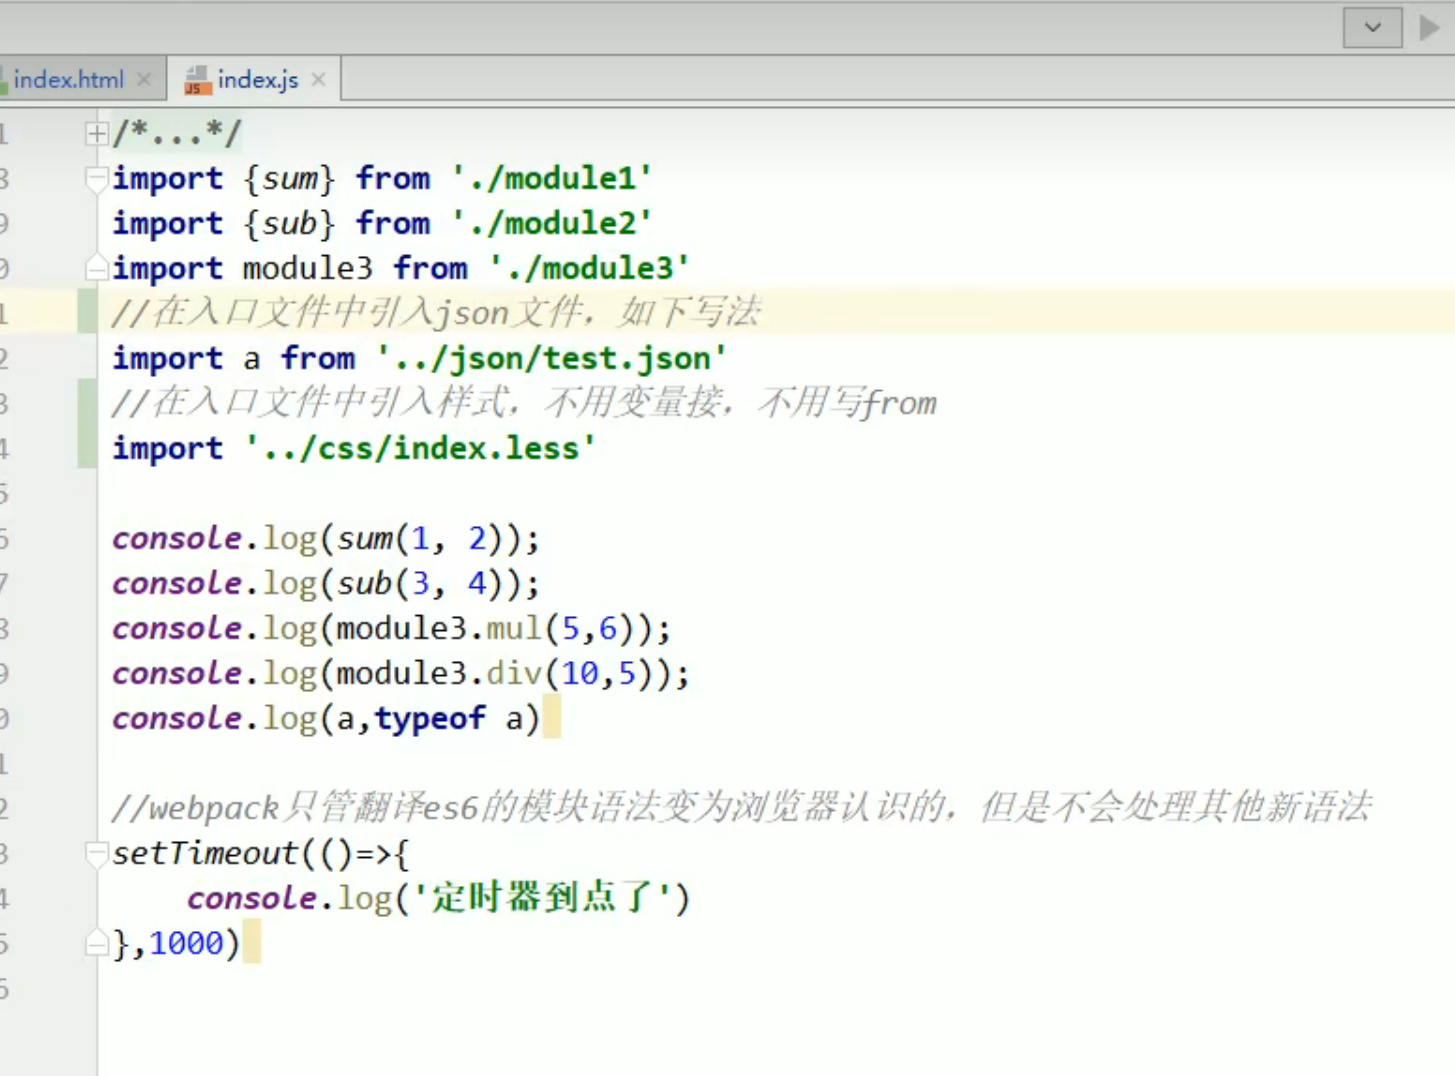 index.html
index.js
/*...*/
import {sum} from './module1'
import {sub} from './module2'
import module3 from './module3'
//在入口文件中引入json文件，如下写法
import a from '../json/test.json'
//在入口文件中引入样式，不用变量接，不用写from
import '../css/index.less'
console.log(sum(1, 2));
console.log(sub(3, 4));
console.log(module3.mul(5,6));
console.log(module3.div(10,5));
console.log(a,typeof a)
//webpack只管翻译es6的模块语法变为浏览器认识的，但是不会处理其他新语法
setTimeout(()=>{
console.log('定时器到点了')
},1000)